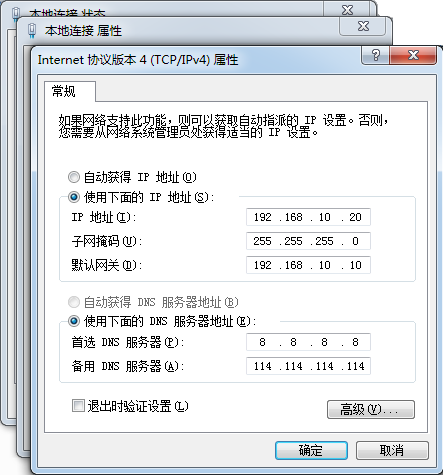 本地连接 状态
本地连接 属性
Internet 协议版本 4 (TCP/IPv4) 属性
常规
如果网络支持此功能，则可以获取自动指派的 IP 设置。否则，
您需要从网络系统管理员处获得适当的 IP 设置。
自动获得 IP 地址(O)
使用下面的 IP 地址(S):
IP 地址(I): 192 .168 . 10 . 20
子网掩码(U): 255 .255 .255 . 0
默认网关(D): 192 .168 . 10 . 10
自动获得 DNS 服务器地址(B)
使用下面的 DNS 服务器地址(E):
首选 DNS 服务器(P): 8 . 8 . 8 . 8
备用 DNS 服务器(A): 114 .114 .114 .114
退出时验证设置(L)
高级(V)...
确定 取消